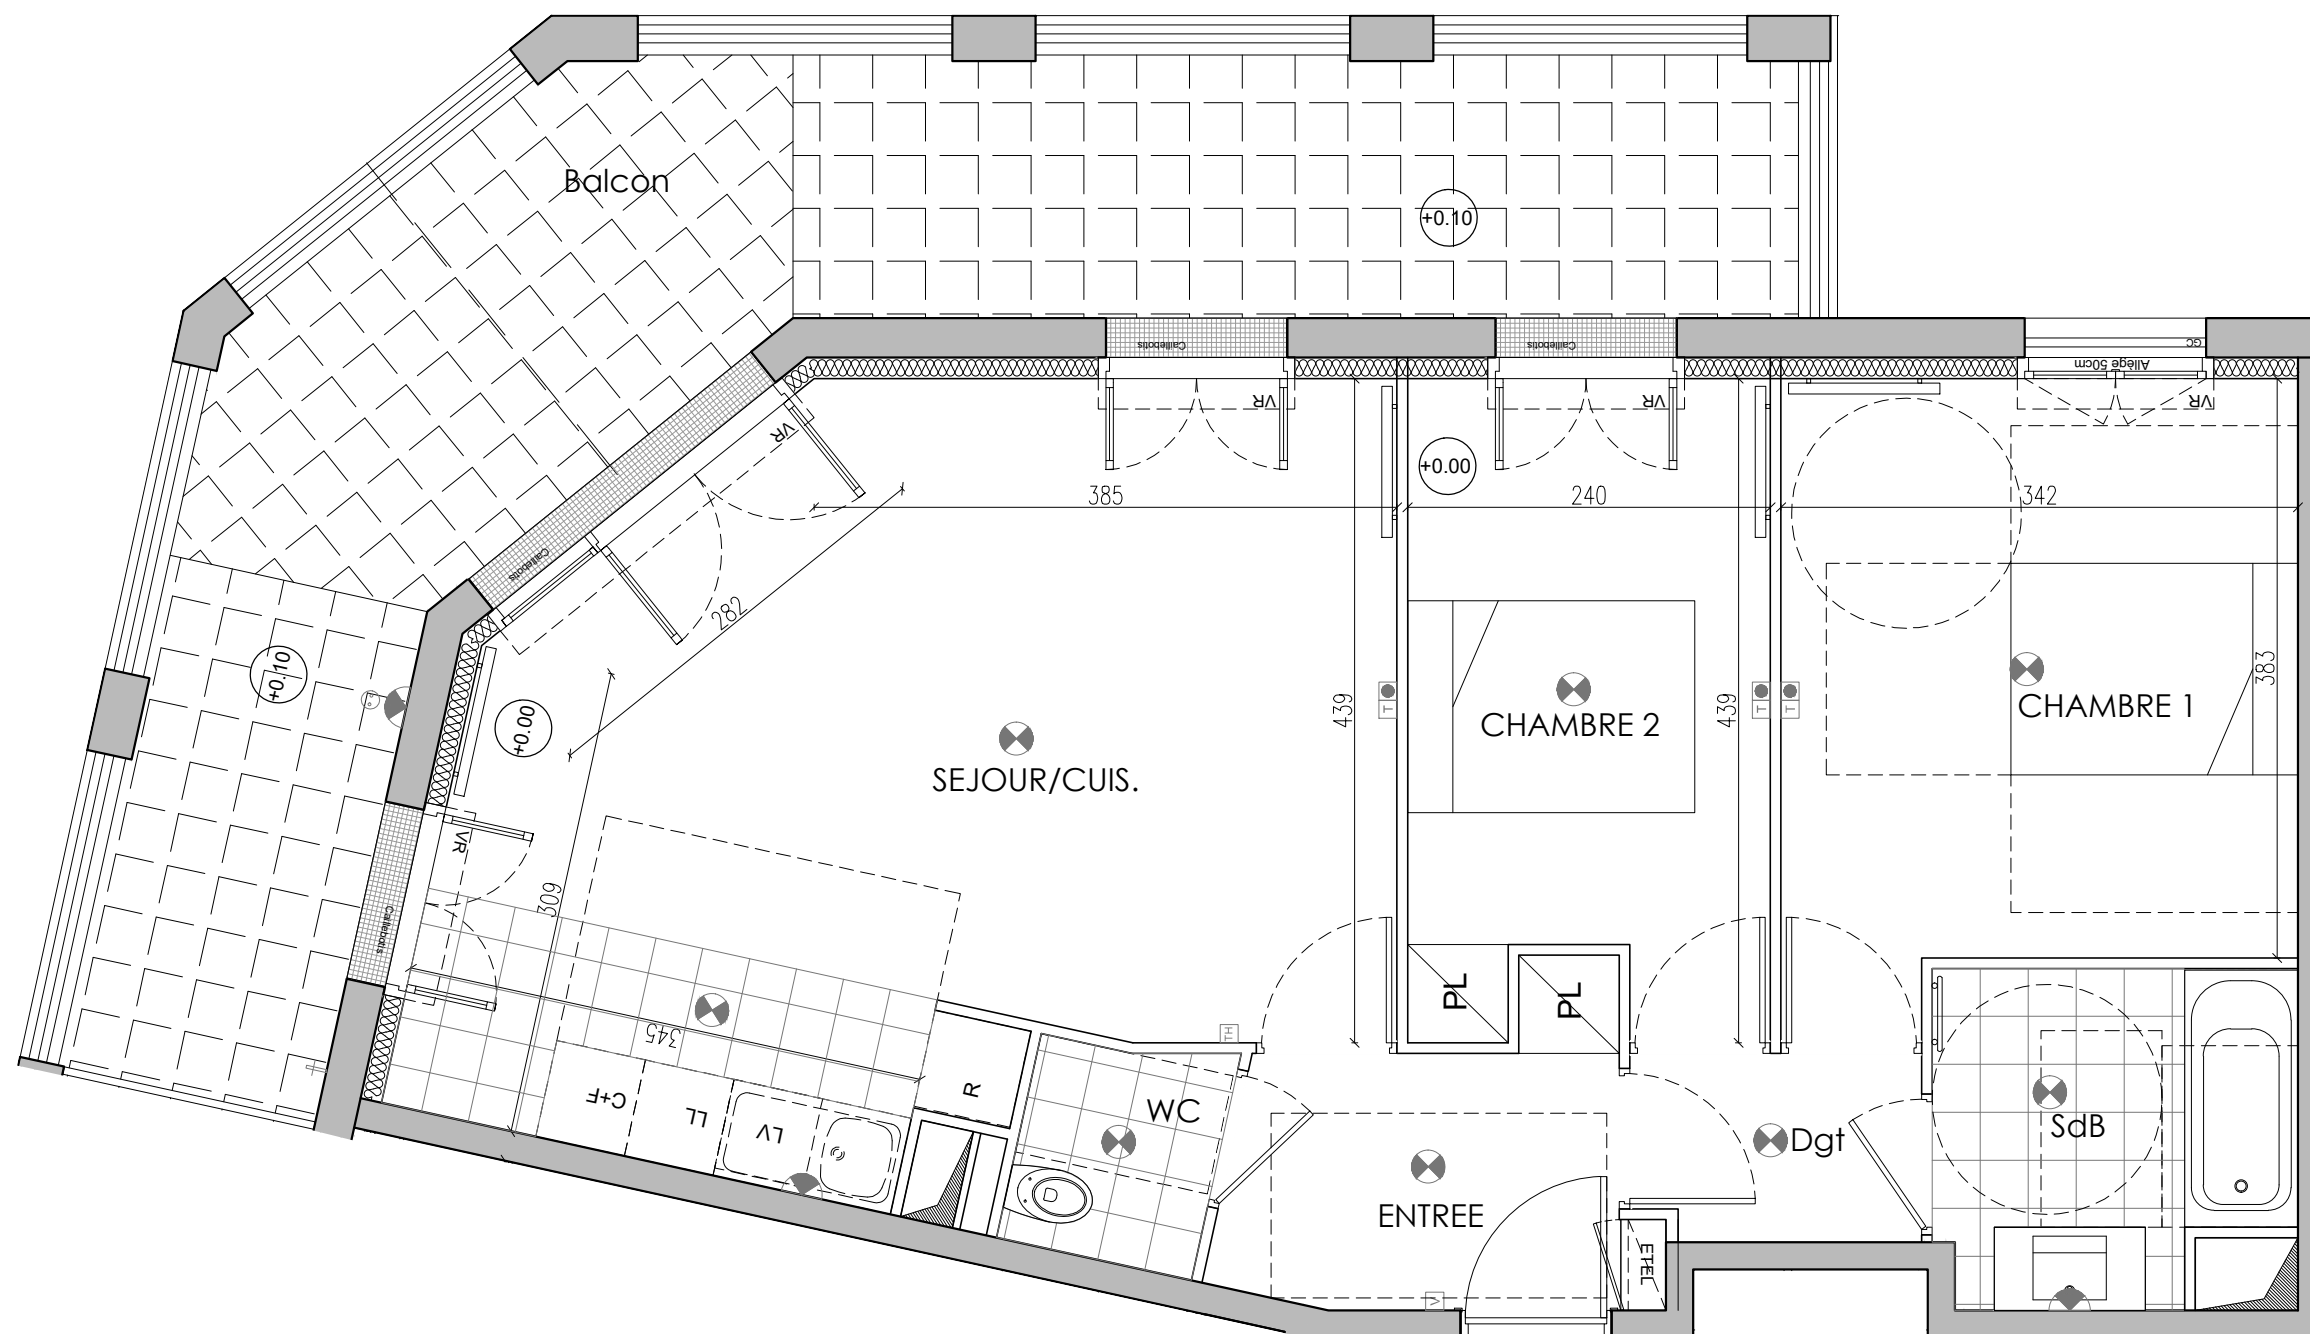 Balcon
+0.10
Caillebotis
Caillebotis
GC
Allège 50cm
VR
VR
VR
VR
+0.00
385
240
342
Caillebotis
282
+0.10
+0.00
439
T
CHAMBRE 2
439
T
T
CHAMBRE 1
383
SEJOUR/CUIS.
VR
309
Caillebotis
345
PL
PL
TH
C+F
LL
LV
R
WC
ENTREE
Dgt
SdB
ETEL
V